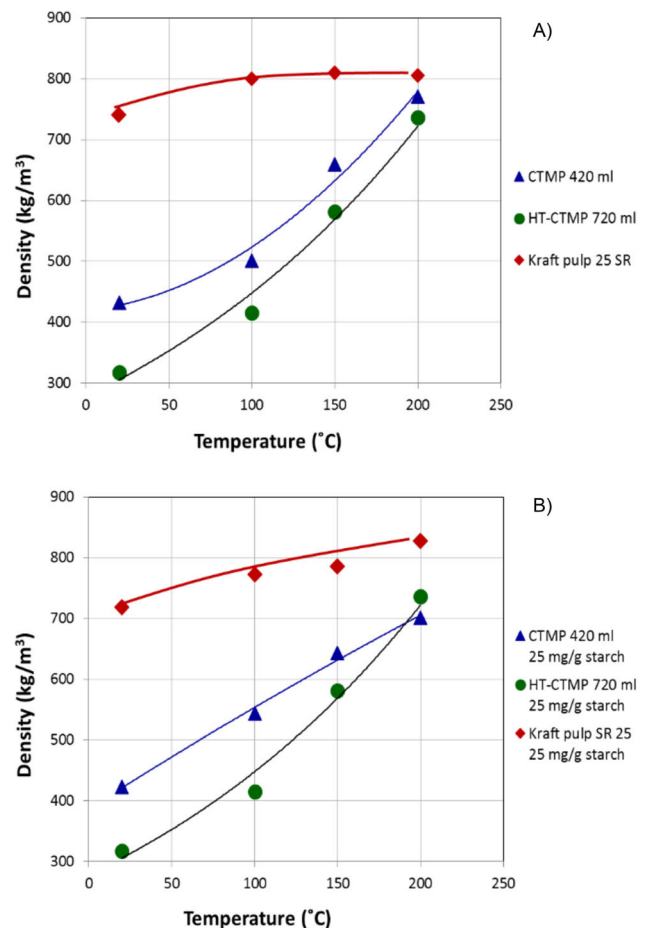 A)
900
800
700
600
500
400
300
0 50 100 150 200 250
Density (kg/m³)
Temperature (˚C)
CTMP 420 ml
HT-CTMP 720 ml
Kraft pulp 25 SR
B)
900
800
700
600
500
400
300
0 50 100 150 200 250
Density (kg/m³)
Temperature (˚C)
CTMP 420 ml
25 mg/g starch
HT-CTMP 720 ml
25 mg/g starch
Kraft pulp SR 25
25 mg/g starch